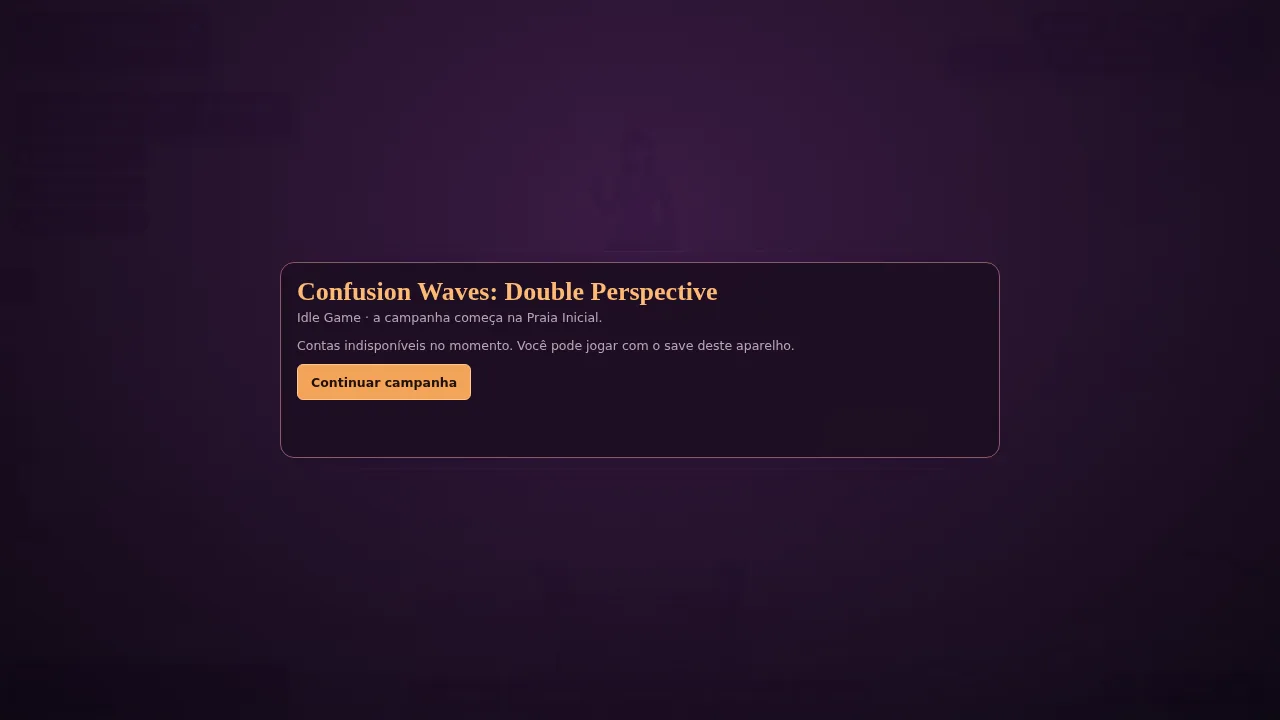 Confusion Waves: Double Perspective
Idle Game · a campanha começa na Praia Inicial.
Contas indisponíveis no momento. Você pode jogar com o save deste aparelho.
Continuar campanha